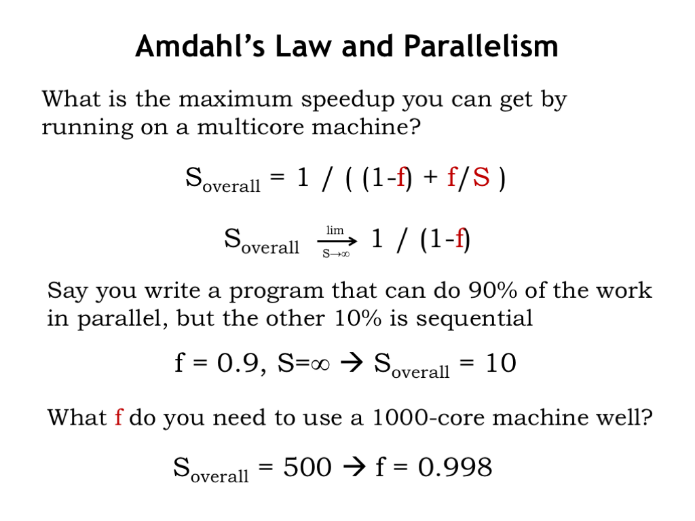 Amdahl's Law and Parallelism
What is the maximum speedup you can get by
running on a multicore machine?
Soverall = 1 / ( (1-f) + f/S )
Soverall lim S→∞ → 1 / (1-f)
Say you write a program that can do 90% of the work
in parallel, but the other 10% is sequential
f = 0.9, S=∞ → Soverall = 10
What f do you need to use a 1000-core machine well?
Soverall = 500 → f = 0.998